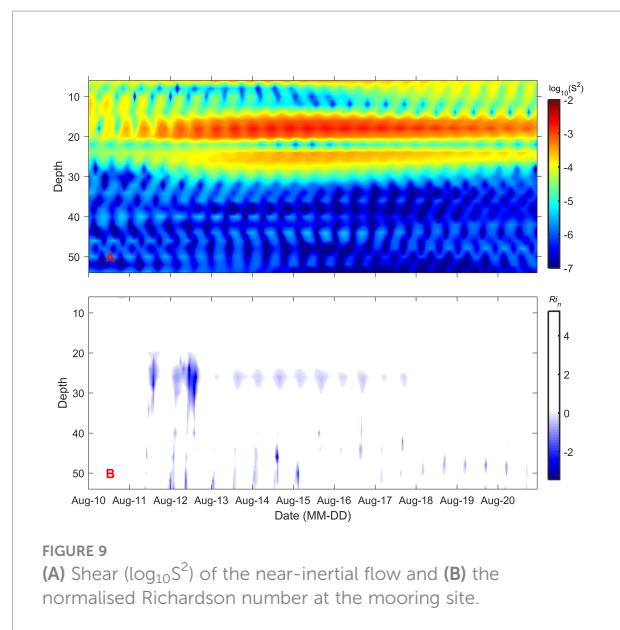 log₁₀(S²)
10
20
30
40
50
Depth
A
-2
-3
-4
-5
-6
-7
Ri_n
10
20
30
40
50
Depth
B
4
2
0
-2
Aug-10 Aug-11 Aug-12 Aug-13 Aug-14 Aug-15 Aug-16 Aug-17 Aug-18 Aug-19 Aug-20
Date (MM-DD)
FIGURE 9
(A) Shear (log₁₀S²) of the near-inertial flow and (B) the
normalised Richardson number at the mooring site.